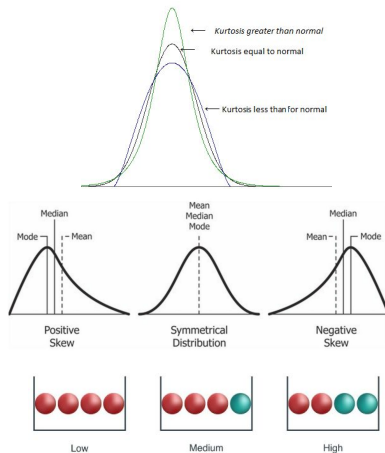 Kurtosis greater than normal
Kurtosis equal to normal
Kurtosis less than for normal
Median
Mode
Mean
Mean
Median
Mode
Median
Mean
Mode
Positive
Skew
Symmetrical
Distribution
Negative
Skew
Low
Medium
High